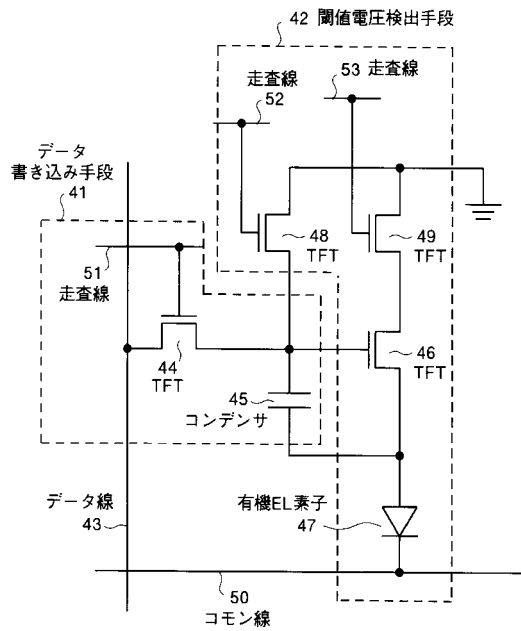 42 閾値電圧検出手段
53 走査線
走査線
52
データ
書き込み手段
41
51
走査線
48
TFT
49
TFT
44
TFT
46
TFT
45
コンデンサ
データ線
43
有機EL素子
47
50
コモン線